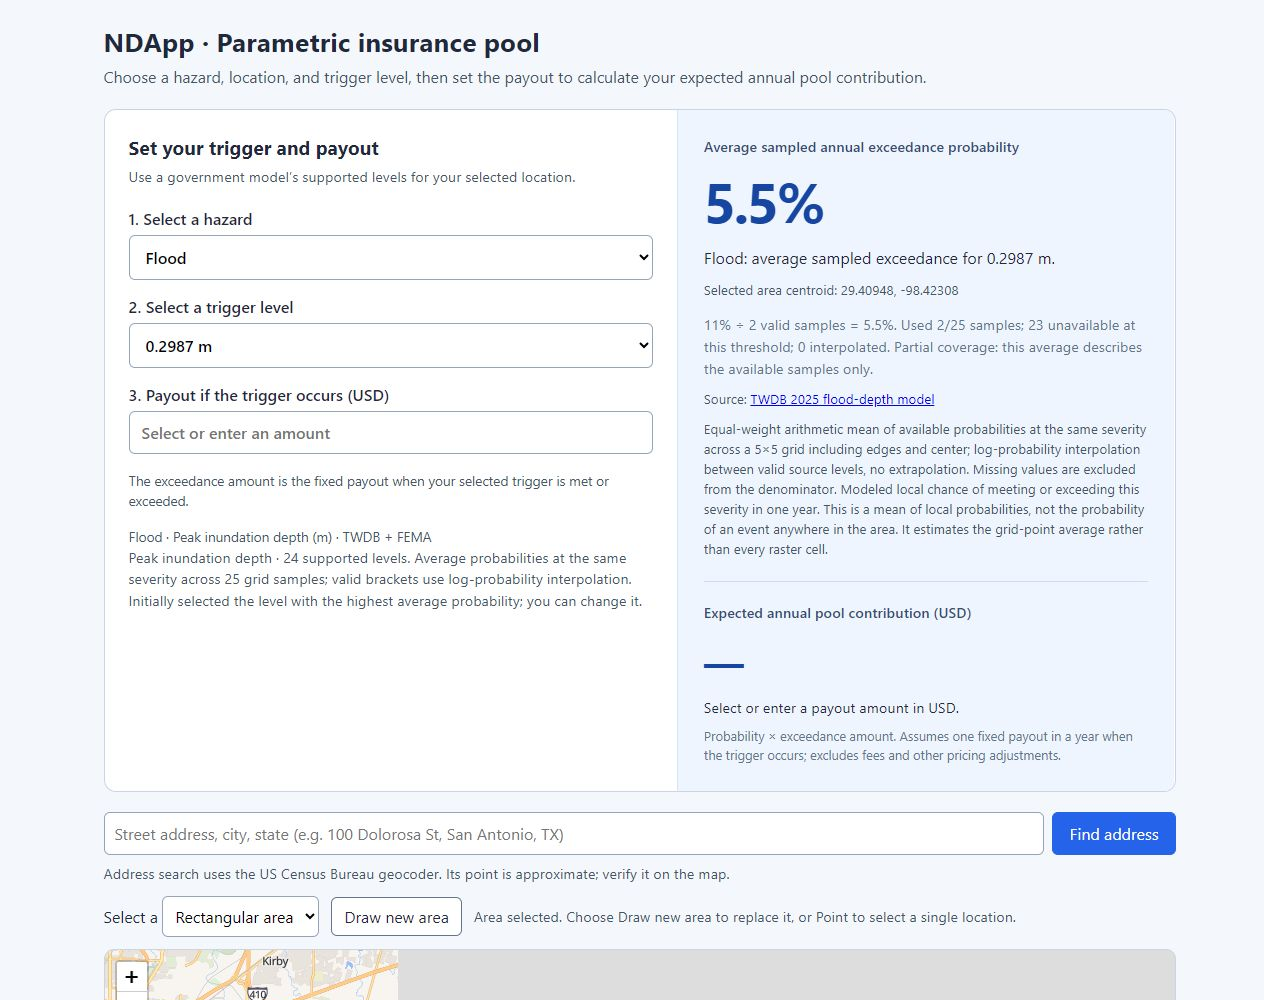 NDApp · Parametric insurance pool
Choose a hazard, location, and trigger level, then set the payout to calculate your expected annual pool contribution.
Set your trigger and payout
Use a government model's supported levels for your selected location.
1. Select a hazard
Flood
2. Select a trigger level
0.2987 m
3. Payout if the trigger occurs (USD)
Select or enter an amount
The exceedance amount is the fixed payout when your selected trigger is met or
exceeded.
Flood · Peak inundation depth (m) · TWDB + FEMA
Peak inundation depth · 24 supported levels. Average probabilities at the same
severity across 25 grid samples; valid brackets use log-probability interpolation.
Initially selected the level with the highest average probability; you can change it.
Average sampled annual exceedance probability
5.5%
Flood: average sampled exceedance for 0.2987 m.
Selected area centroid: 29.40948, -98.42308
11% ÷ 2 valid samples = 5.5%. Used 2/25 samples; 23 unavailable at
this threshold; 0 interpolated. Partial coverage: this average describes
the available samples only.
Source: TWDB 2025 flood-depth model
Equal-weight arithmetic mean of available probabilities at the same severity
across a 5×5 grid including edges and center; log-probability interpolation
between valid source levels, no extrapolation. Missing values are excluded
from the denominator. Modeled local chance of meeting or exceeding this
severity in one year. This is a mean of local probabilities, not the probability
of an event anywhere in the area. It estimates the grid-point average rather
than every raster cell.
Expected annual pool contribution (USD)
—
Select or enter a payout amount in USD.
Probability × exceedance amount. Assumes one fixed payout in a year when
the trigger occurs; excludes fees and other pricing adjustments.
Street address, city, state (e.g. 100 Dolorosa St, San Antonio, TX)
Find address
Address search uses the US Census Bureau geocoder. Its point is approximate; verify it on the map.
Select a
Rectangular area
Draw new area
Area selected. Choose Draw new area to replace it, or Point to select a single location.
+
Kirby
410